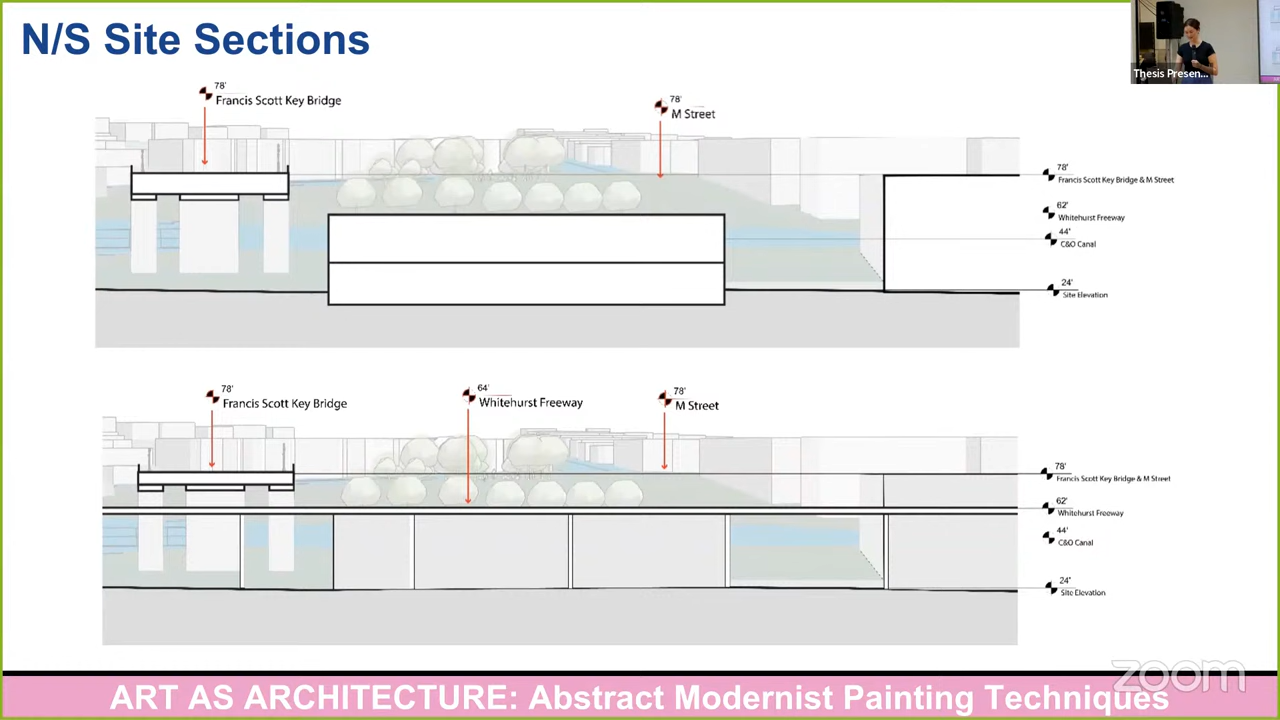 N/S Site Sections
Thesis Presen...
78'
Francis Scott Key Bridge
78'
M Street
78'
Francis Scott Key Bridge & M Street
62'
Whitehurst Freeway
44'
C&O Canal
24'
Site Elevation
78'
Francis Scott Key Bridge
64'
Whitehurst Freeway
78'
M Street
78'
Francis Scott Key Bridge & M Street
62'
Whitehurst Freeway
44'
C&O Canal
24'
Site Elevation
zoom
ART AS ARCHITECTURE: Abstract Modernist Painting Techniques